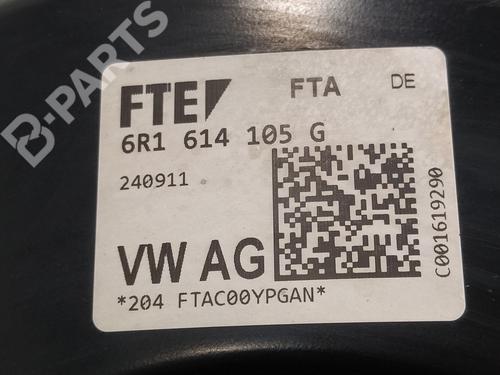 B-PARTS
FTE FTA DE
6R1 614 105 G
240911
VW AG
*204 FTAC00YPGAN*
C001619290